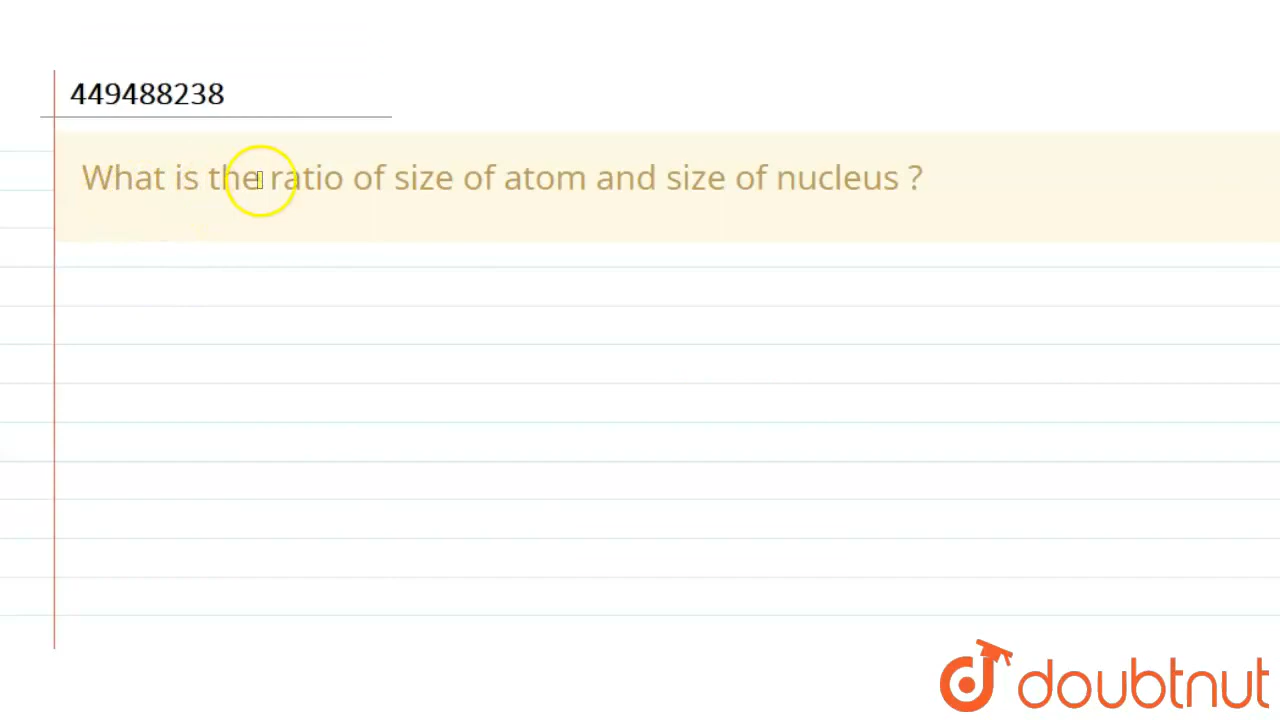 449488238
What is the ratio of size of atom and size of nucleus ?
doubtnut